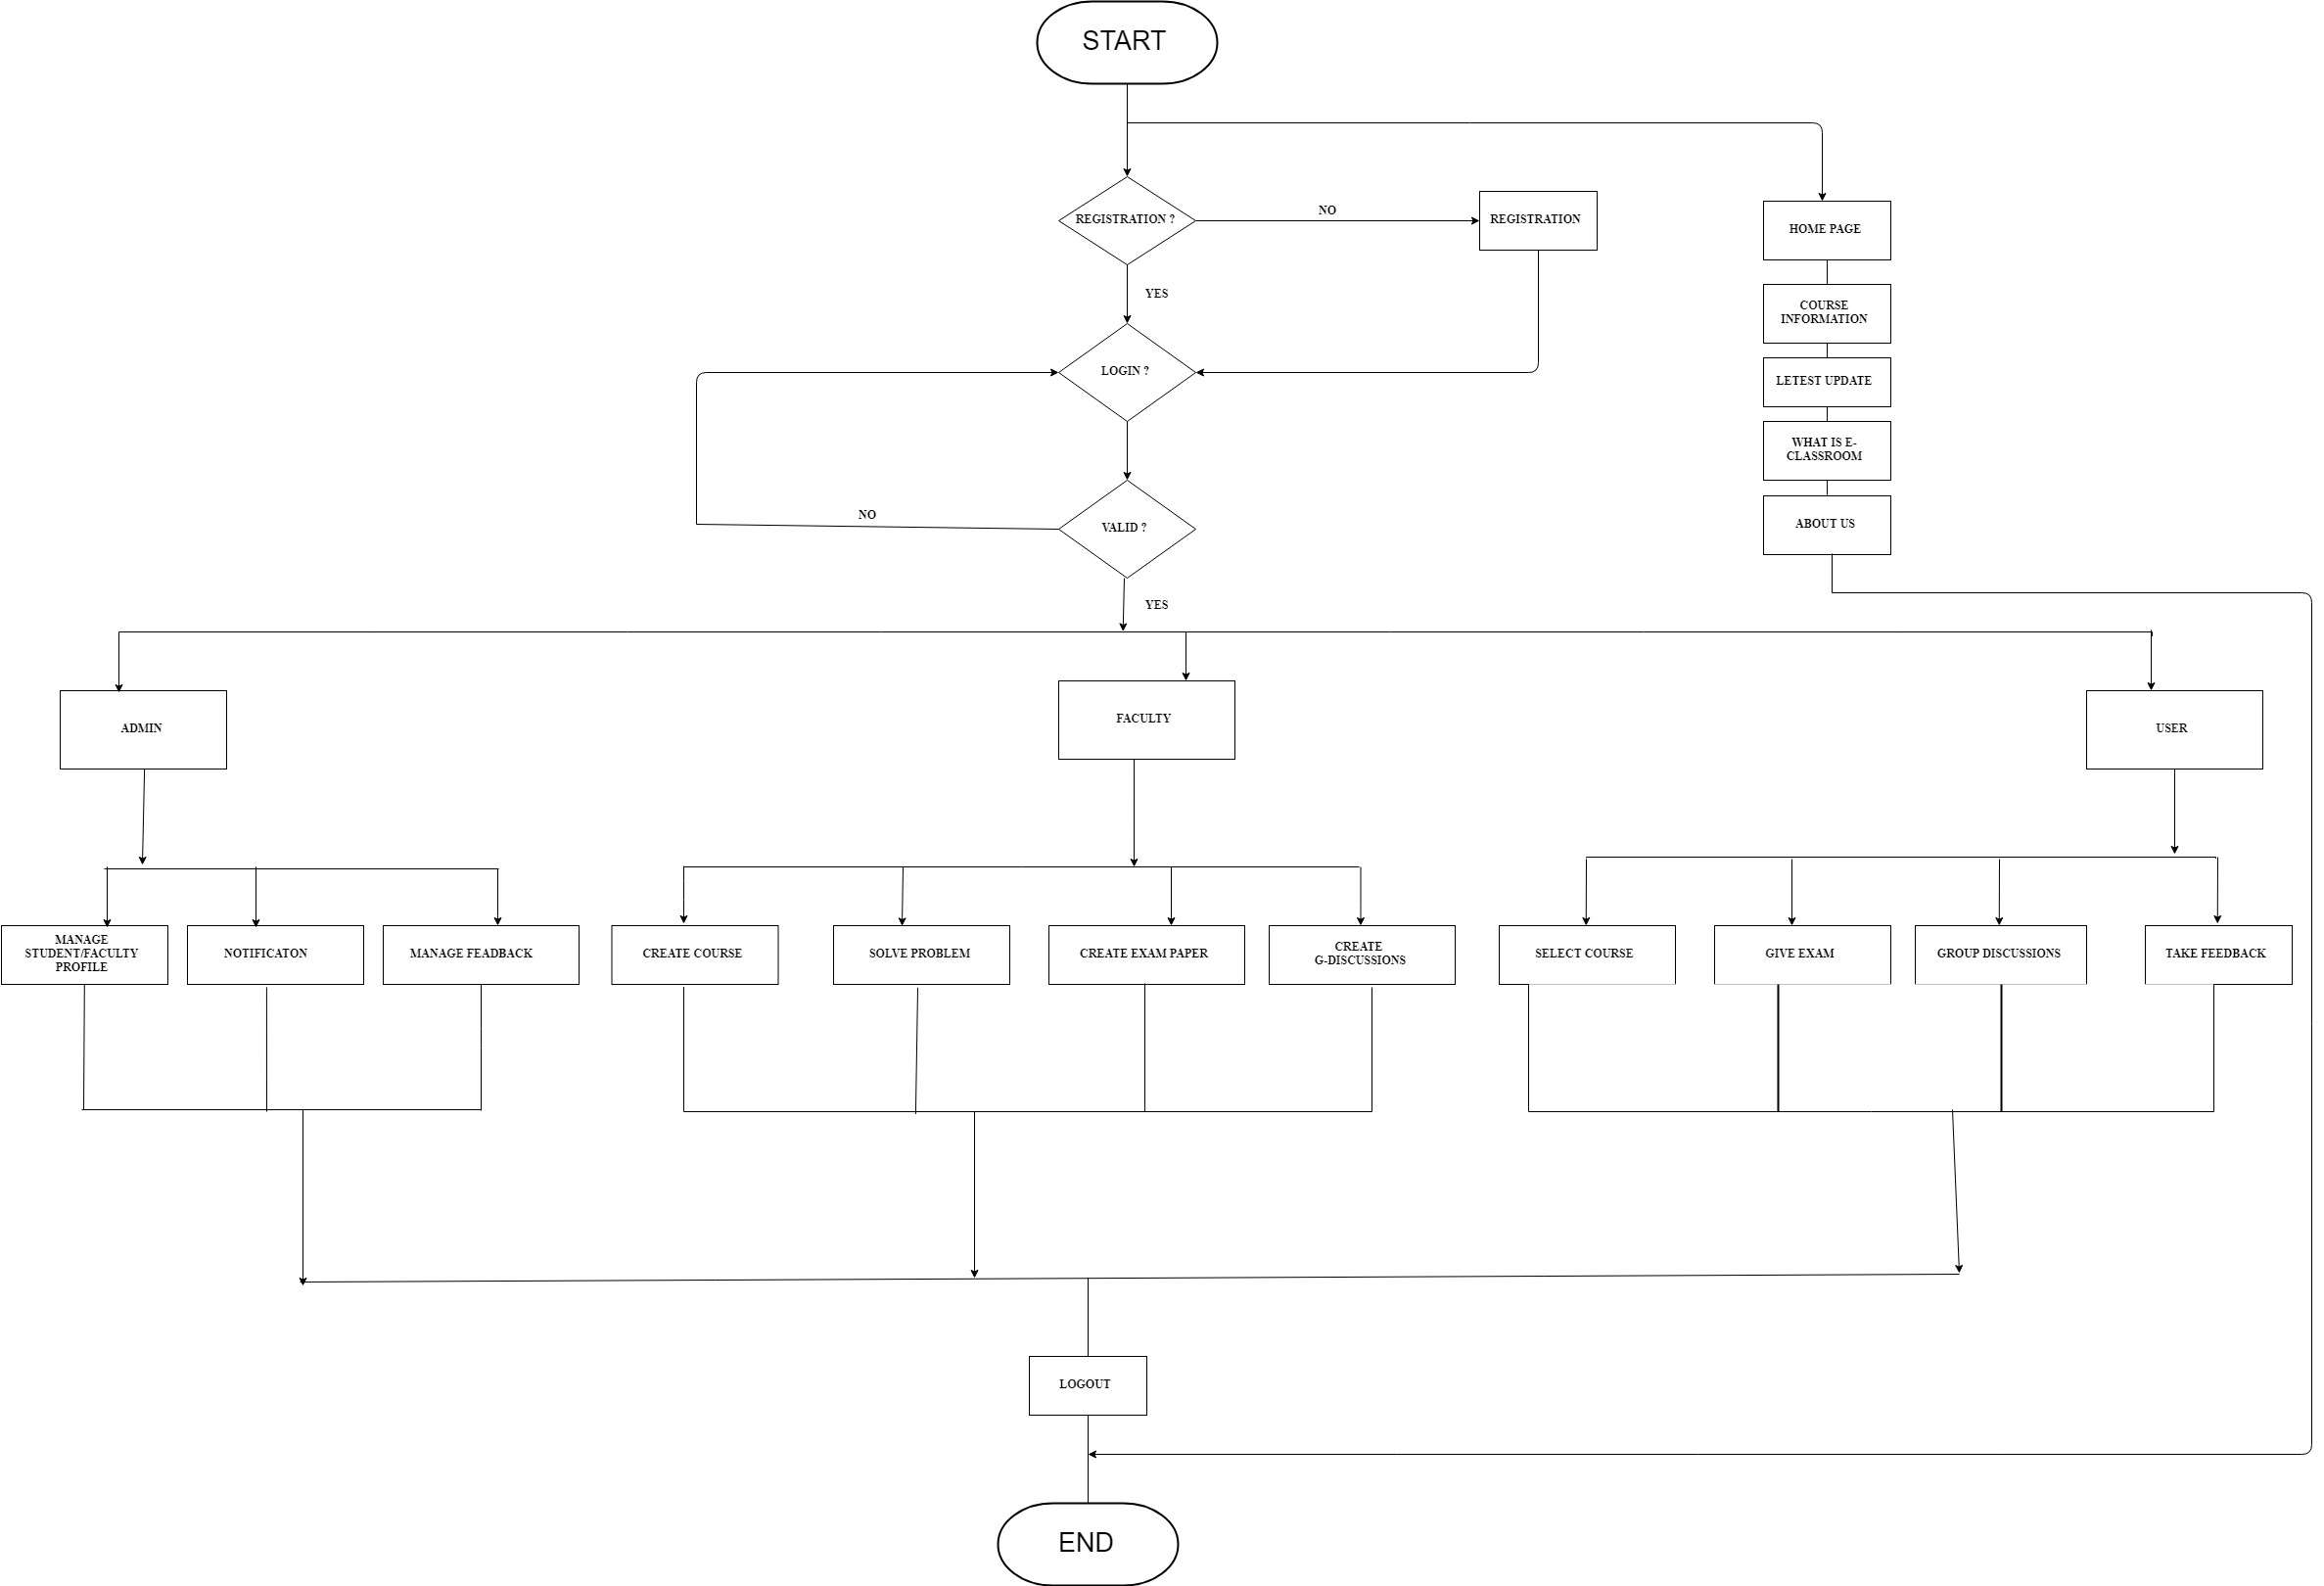 START
REGISTRATION ?
NO
REGISTRATION
HOME PAGE
YES
COURSE
INFORMATION
LOGIN ?
LETEST UPDATE
WHAT IS E-
CLASSROOM
NO
VALID ?
ABOUT US
YES
ADMIN
FACULTY
USER
MANAGE
STUDENT/FACULTY
PROFILE
NOTIFICATON
MANAGE FEADBACK
CREATE COURSE
SOLVE PROBLEM
CREATE EXAM PAPER
CREATE
G-DISCUSSIONS
SELECT COURSE
GIVE EXAM
GROUP DISCUSSIONS
TAKE FEEDBACK
LOGOUT
END